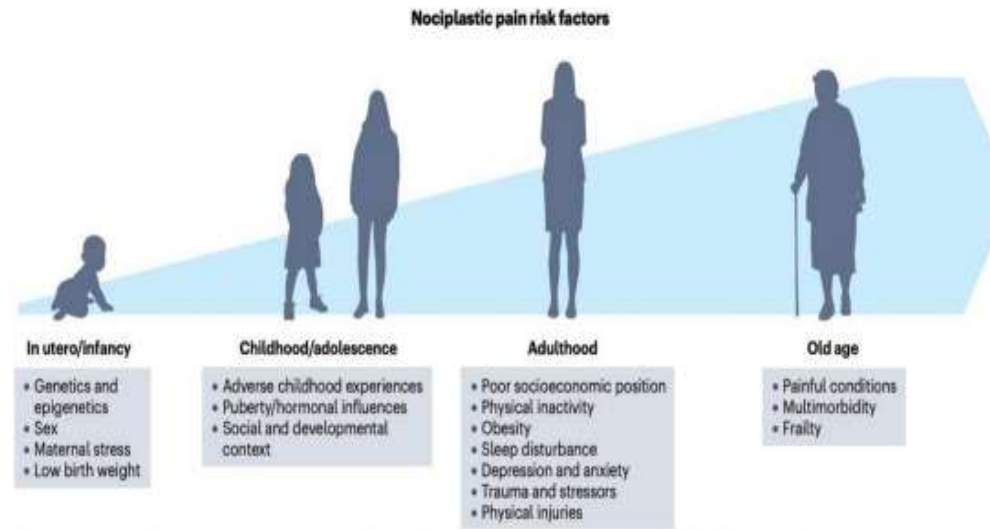 Nociplastic pain risk factors
In utero/infancy
• Genetics and
epigenetics
• Sex
• Maternal stress
• Low birth weight
Childhood/adolescence
• Adverse childhood experiences
• Puberty/hormonal influences
• Social and developmental
context
Adulthood
• Poor socioeconomic position
• Physical inactivity
• Obesity
• Sleep disturbance
• Depression and anxiety
• Trauma and stressors
• Physical injuries
Old age
• Painful conditions
• Multimorbidity
• Frailty